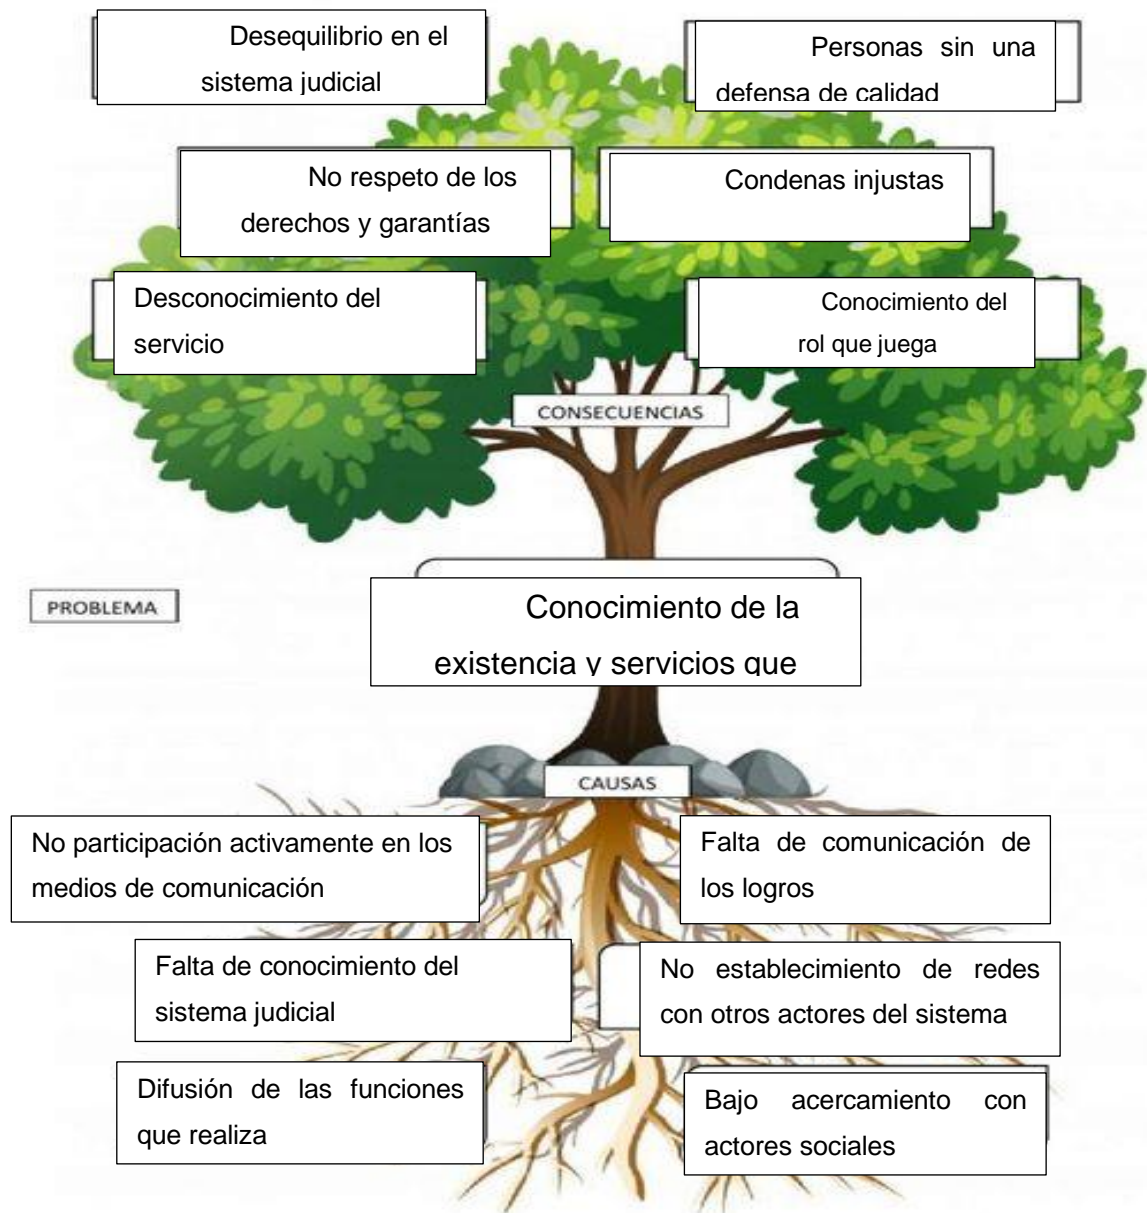 Desequilibrio en el
sistema judicial
Personas sin una
defensa de calidad
No respeto de los
derechos y garantías
Condenas injustas
Desconocimiento del
servicio
Conocimiento del
rol que juega
CONSECUENCIAS
PROBLEMA
Conocimiento de la
existencia y servicios que
CAUSAS
No participación activamente en los
medios de comunicación
Falta de comunicación de
los logros
Falta de conocimiento del
sistema judicial
No establecimiento de redes
con otros actores del sistema
Difusión de las funciones
que realiza
Bajo acercamiento con
actores sociales